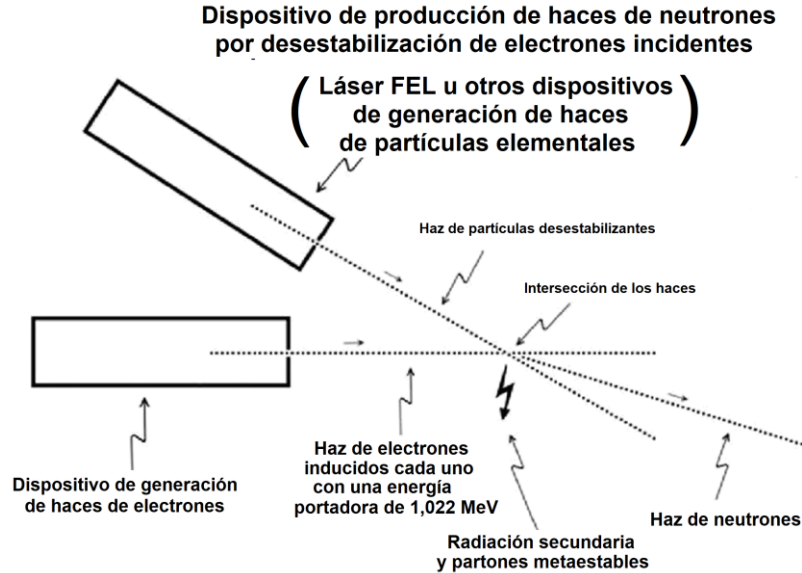 Dispositivo de producción de haces de neutrones
por desestabilización de electrones incidentes
( Láser FEL u otros dispositivos
de generación de haces
de partículas elementales )
Haz de partículas desestabilizantes
Intersección de los haces
Dispositivo de generación
de haces de electrones
Haz de electrones
inducidos cada uno
con una energía
portadora de 1,022 MeV
Radiación secundaria
y partones metaestables
Haz de neutrones